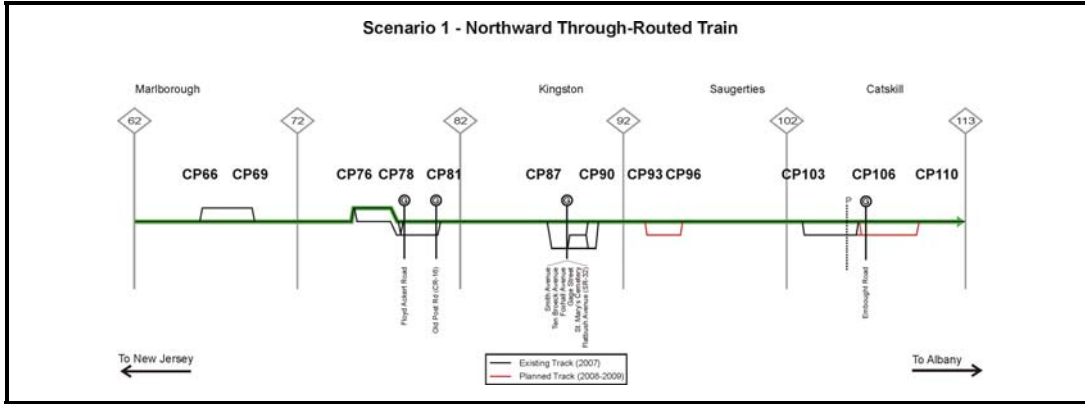 Scenario 1 - Northward Through-Routed Train
Marlborough
Kingston
Saugerties
Catskill
62
72
82
92
102
113
CP66
CP69
CP76
CP78
CP81
CP87
CP90
CP93
CP96
CP103
CP106
CP110
P
Floyd Ackert Road
Old Post Rd (CR-16)
Smith Avenue
Ten Broeck Avenue
Foxhall Avenue
Gage Street
St. Mary's Cemetery
Flatbush Avenue (SR-32)
Embought Road
To New Jersey
To Albany
Existing Track (2007)
Planned Track (2008-2009)